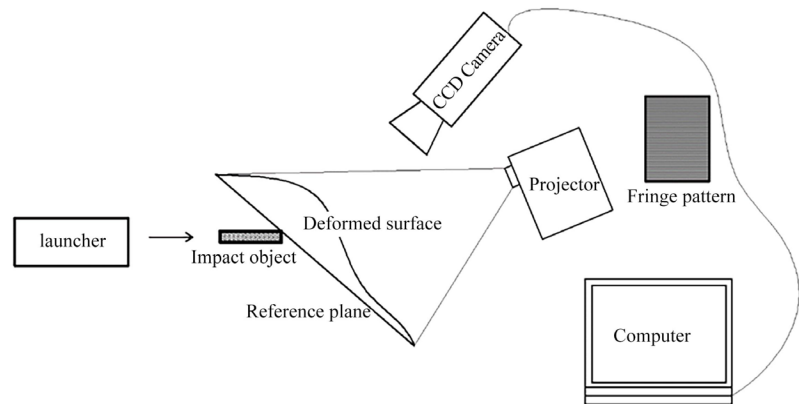 CCD Camera
Projector
Fringe pattern
Deformed surface
launcher
Impact object
Reference plane
Computer